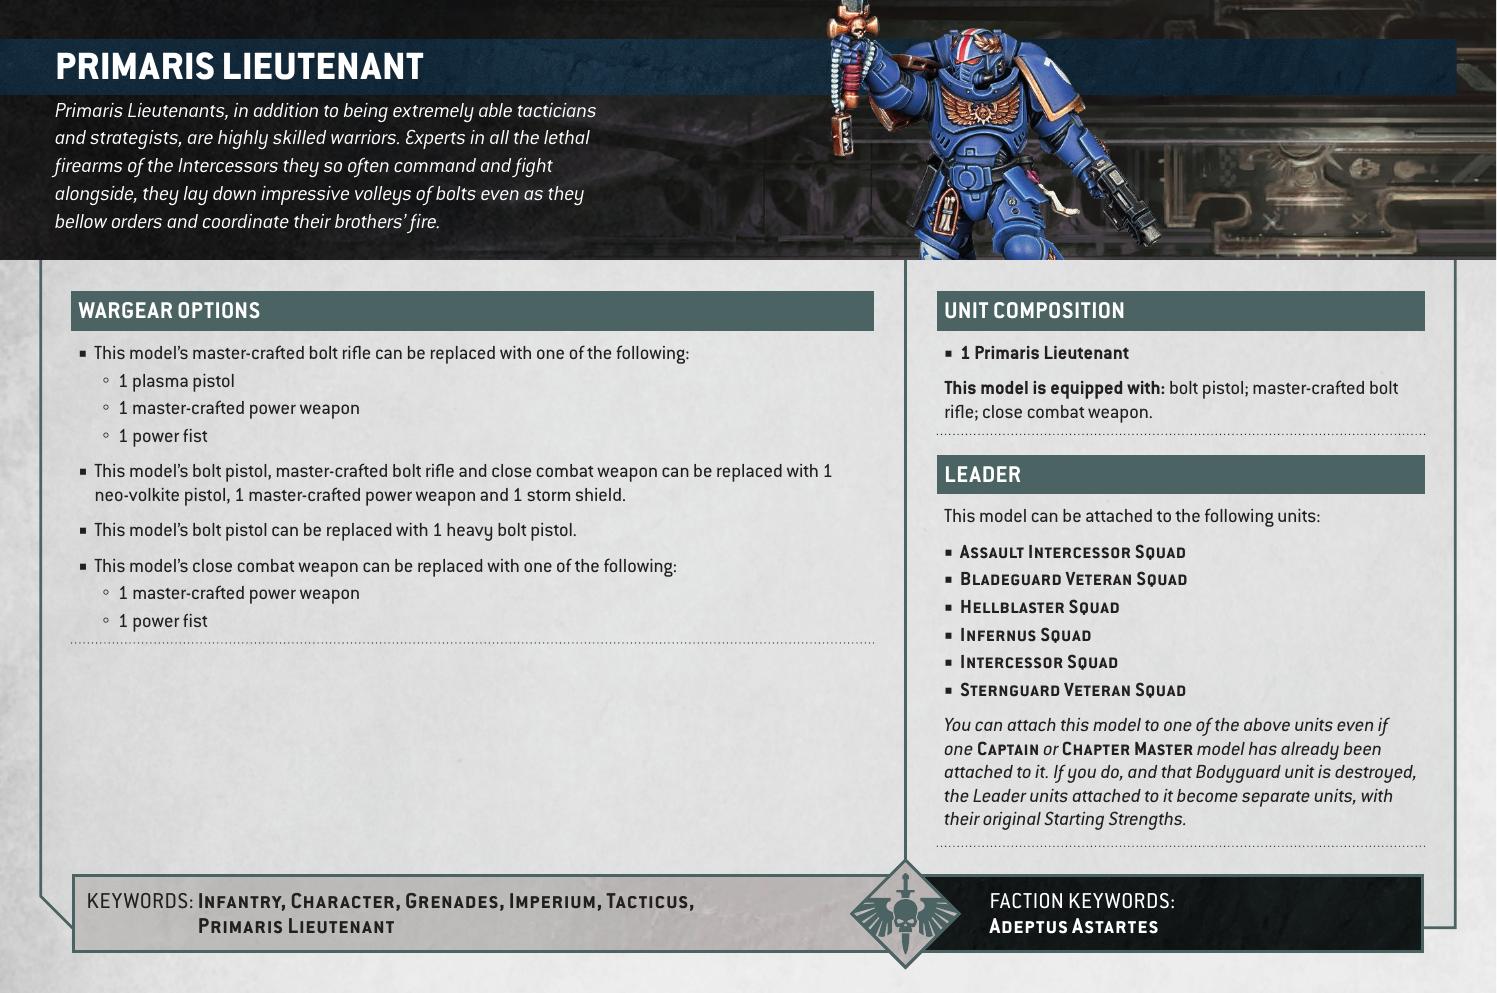 PRIMARIS LIEUTENANT
Primaris Lieutenants, in addition to being extremely able tacticians
and strategists, are highly skilled warriors. Experts in all the lethal
firearms of the Intercessors they so often command and fight
alongside, they lay down impressive volleys of bolts even as they
bellow orders and coordinate their brothers’ fire.
WARGEAR OPTIONS
■ This model’s master-crafted bolt rifle can be replaced with one of the following:
◦ 1 plasma pistol
◦ 1 master-crafted power weapon
◦ 1 power fist
■ This model’s bolt pistol, master-crafted bolt rifle and close combat weapon can be replaced with 1
neo-volkite pistol, 1 master-crafted power weapon and 1 storm shield.
■ This model’s bolt pistol can be replaced with 1 heavy bolt pistol.
■ This model’s close combat weapon can be replaced with one of the following:
◦ 1 master-crafted power weapon
◦ 1 power fist
UNIT COMPOSITION
■ 1 Primaris Lieutenant
This model is equipped with: bolt pistol; master-crafted bolt
rifle; close combat weapon.
LEADER
This model can be attached to the following units:
■ Assault Intercessor Squad
■ Bladeguard Veteran Squad
■ Hellblaster Squad
■ Infernus Squad
■ Intercessor Squad
■ Sternguard Veteran Squad
You can attach this model to one of the above units even if
one Captain or Chapter Master model has already been
attached to it. If you do, and that Bodyguard unit is destroyed,
the Leader units attached to it become separate units, with
their original Starting Strengths.
KEYWORDS: Infantry, Character, Grenades, Imperium, Tacticus,
Primaris Lieutenant
FACTION KEYWORDS:
Adeptus Astartes